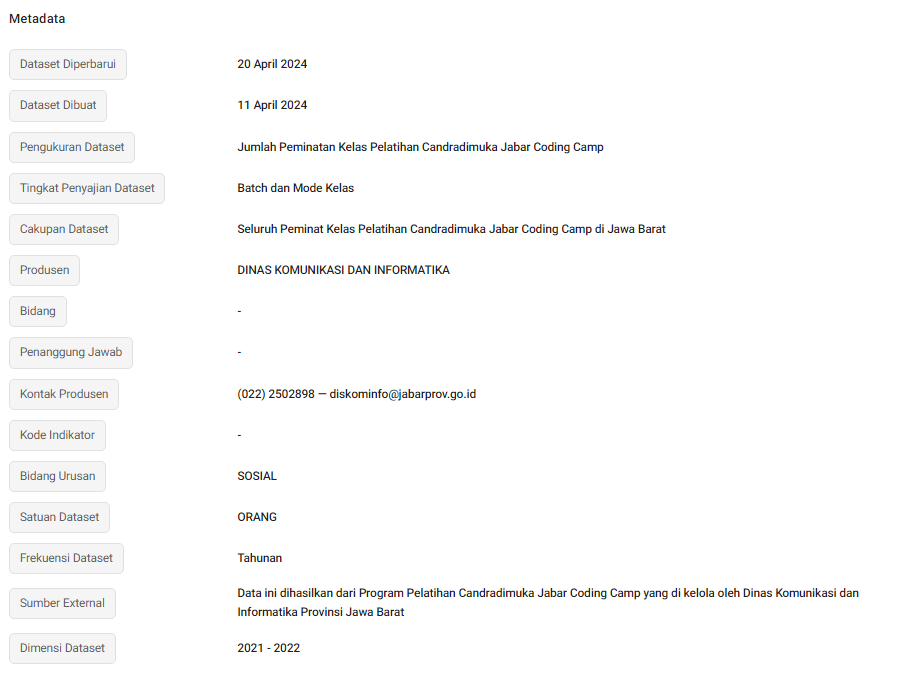 Metadata
Dataset Diperbarui 20 April 2024
Dataset Dibuat 11 April 2024
Pengukuran Dataset Jumlah Peminatan Kelas Pelatihan Candradimuka Jabar Coding Camp
Tingkat Penyajian Dataset Batch dan Mode Kelas
Cakupan Dataset Seluruh Peminat Kelas Pelatihan Candradimuka Jabar Coding Camp di Jawa Barat
Produsen DINAS KOMUNIKASI DAN INFORMATIKA
Bidang -
Penanggung Jawab -
Kontak Produsen (022) 2502898 — diskominfo@jabarprov.go.id
Kode Indikator -
Bidang Urusan SOSIAL
Satuan Dataset ORANG
Frekuensi Dataset Tahunan
Sumber External Data ini dihasilkan dari Program Pelatihan Candradimuka Jabar Coding Camp yang di kelola oleh Dinas Komunikasi dan
Informatika Provinsi Jawa Barat
Dimensi Dataset 2021 - 2022